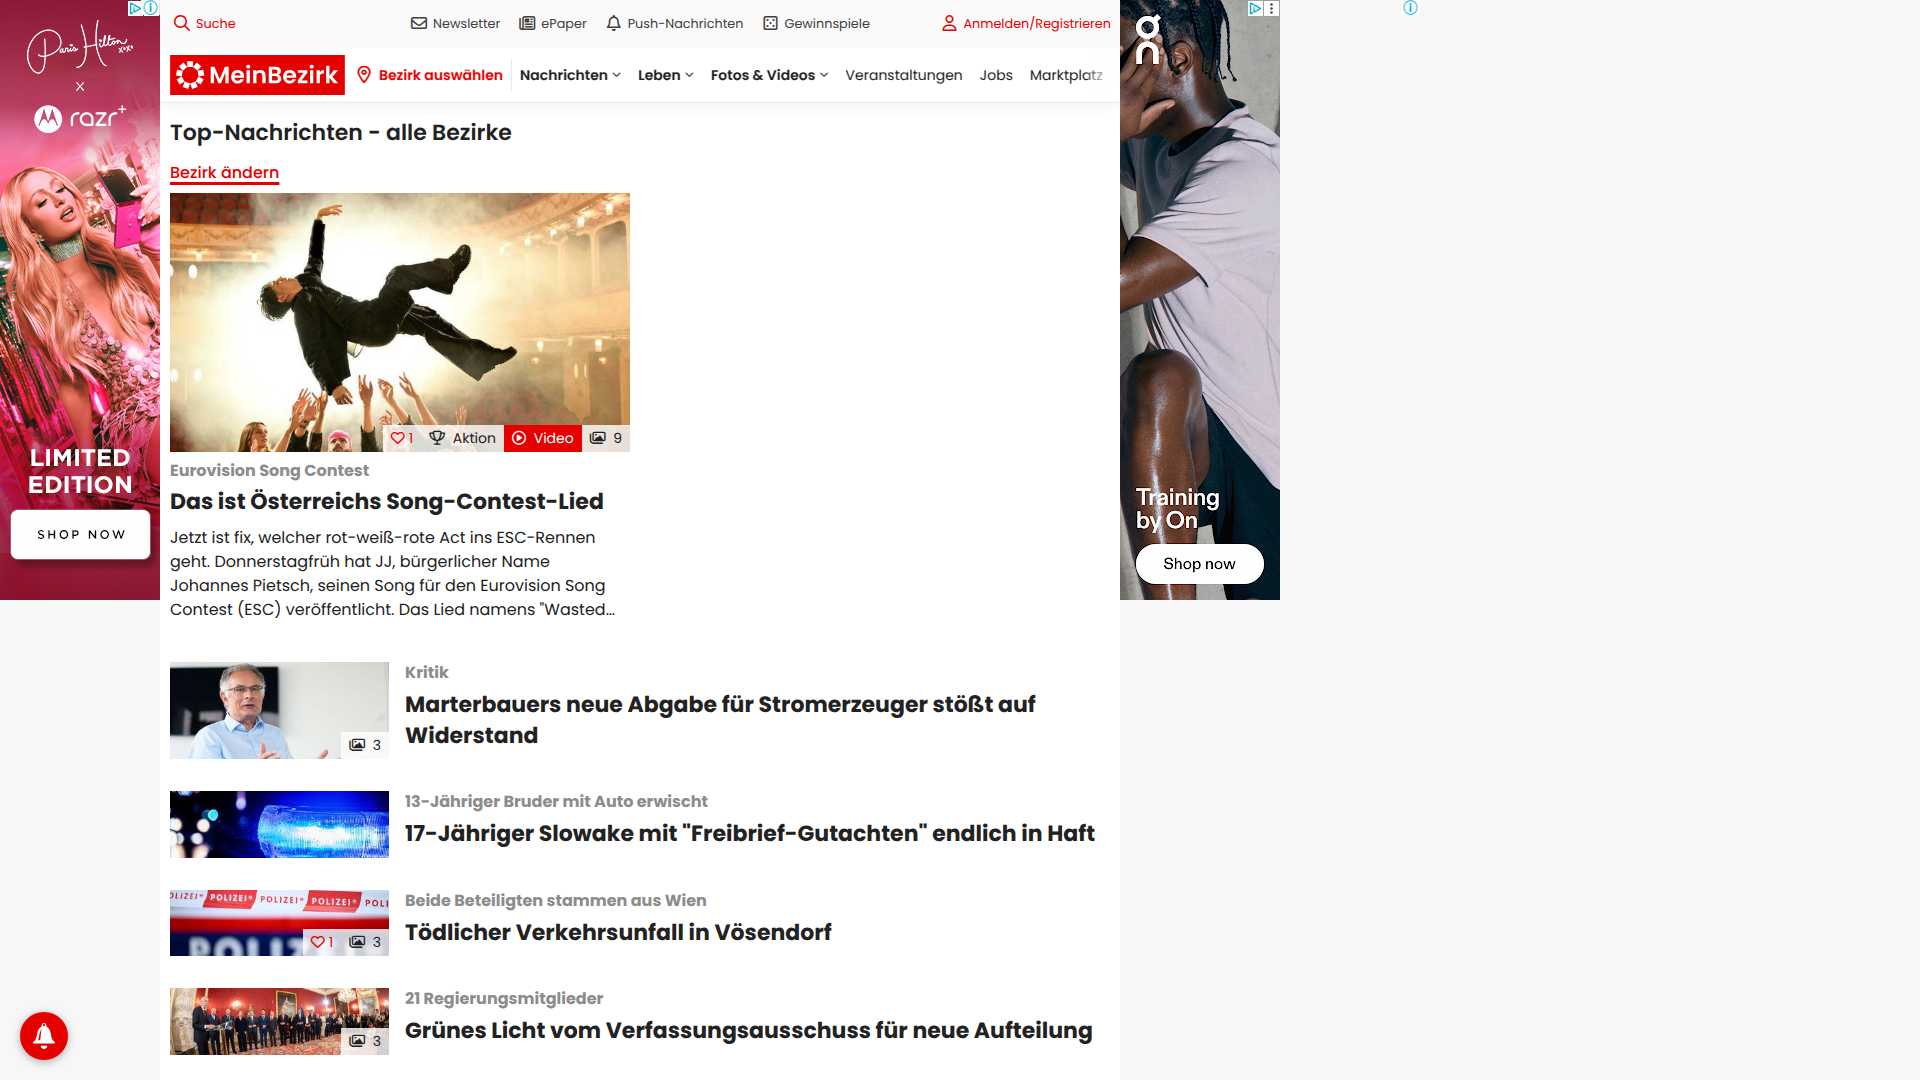 Paris Hilton
xoxo
x
razr+
LIMITED
EDITION
SHOP NOW
Suche
Newsletter
ePaper
Push-Nachrichten
Gewinnspiele
Anmelden/Registrieren
MeinBezirk
Bezirk auswählen
Nachrichten
Leben
Fotos & Videos
Veranstaltungen
Jobs
Marktplatz
Top-Nachrichten - alle Bezirke
Bezirk ändern
1
Aktion
Video
9
Eurovision Song Contest
Das ist Österreichs Song-Contest-Lied
Jetzt ist fix, welcher rot-weiß-rote Act ins ESC-Rennen
geht. Donnerstagfrüh hat JJ, bürgerlicher Name
Johannes Pietsch, seinen Song für den Eurovision Song
Contest (ESC) veröffentlicht. Das Lied namens "Wasted...
3
Kritik
Marterbauers neue Abgabe für Stromerzeuger stößt auf
Widerstand
13-Jähriger Bruder mit Auto erwischt
17-Jähriger Slowake mit "Freibrief-Gutachten" endlich in Haft
POLIZEI POLIZEI POLIZEI
POLIZEI
1
3
Beide Beteiligten stammen aus Wien
Tödlicher Verkehrsunfall in Vösendorf
3
21 Regierungsmitglieder
Grünes Licht vom Verfassungsausschuss für neue Aufteilung
On
Training
by On
Shop now